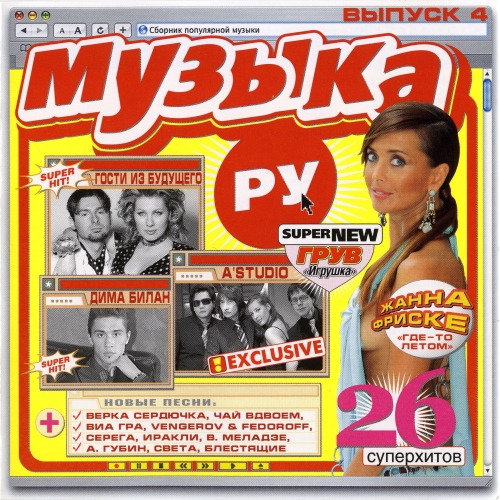 ВЫПУСК 4
A A C +
Сборник популярной музыки
Музыка
ру
SUPER HIT!
ГОСТИ ИЗ БУДУЩЕГО
SUPER NEW
ГРУВ
«Игрушка»
A'STUDIO
ДИМА БИЛАН
SUPER HIT!
!EXCLUSIVE
ЖАННА
ФРИСКЕ
«ГДЕ-ТО
ЛЕТОМ»
НОВЫЕ ПЕСНИ:
+
✓ ВЕРКА СЕРДЮЧКА, ЧАЙ ВДВОЕМ,
✓ ВИА ГРА, VENGEROV & FEDOROFF,
✓ СЕРЕГА, ИРАКЛИ, В. МЕЛАДЗЕ,
✓ А. ГУБИН, СВЕТА, БЛЕСТЯЩИЕ
26
суперхитов